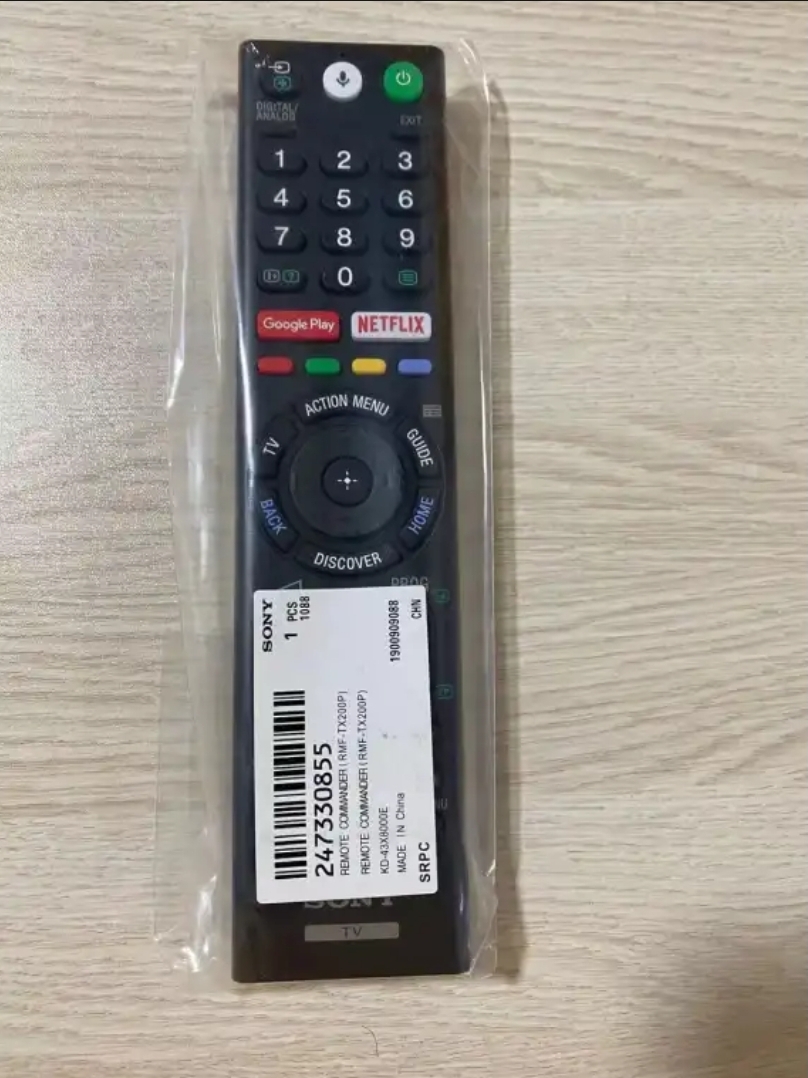 DIGITAL/
ANALOG
EXIT
1 2 3
4 5 6
7 8 9
0
Google Play
NETFLIX
ACTION MENU
TV
GUIDE
BACK
HOME
DISCOVER
PROG
SONY
1 PCS
1088
1900909088
CHN
247330855
REMOTE COMMANDER (RMF-TX200P)
REMOTE COMMANDER (RMF-TX200P)
KD-43X8000E
MADE IN China
SRPC
SONY
TV